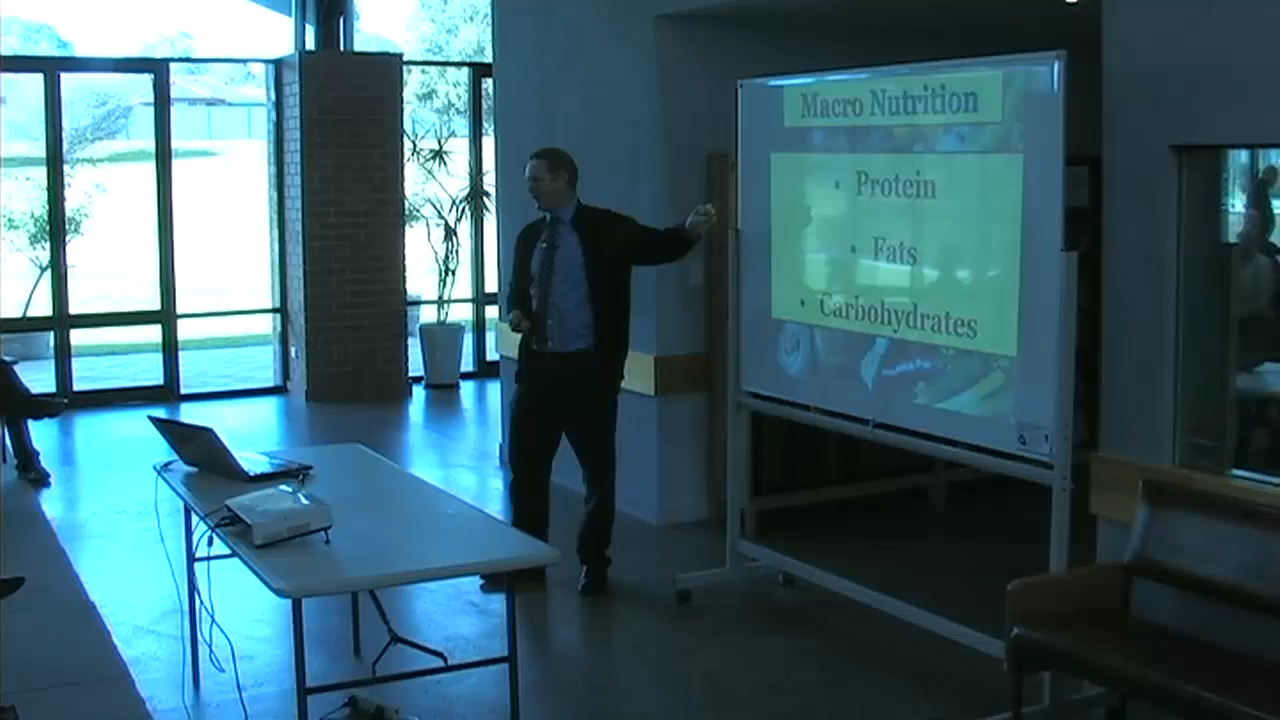 Macro Nutrition
• Protein
• Fats
• Carbohydrates